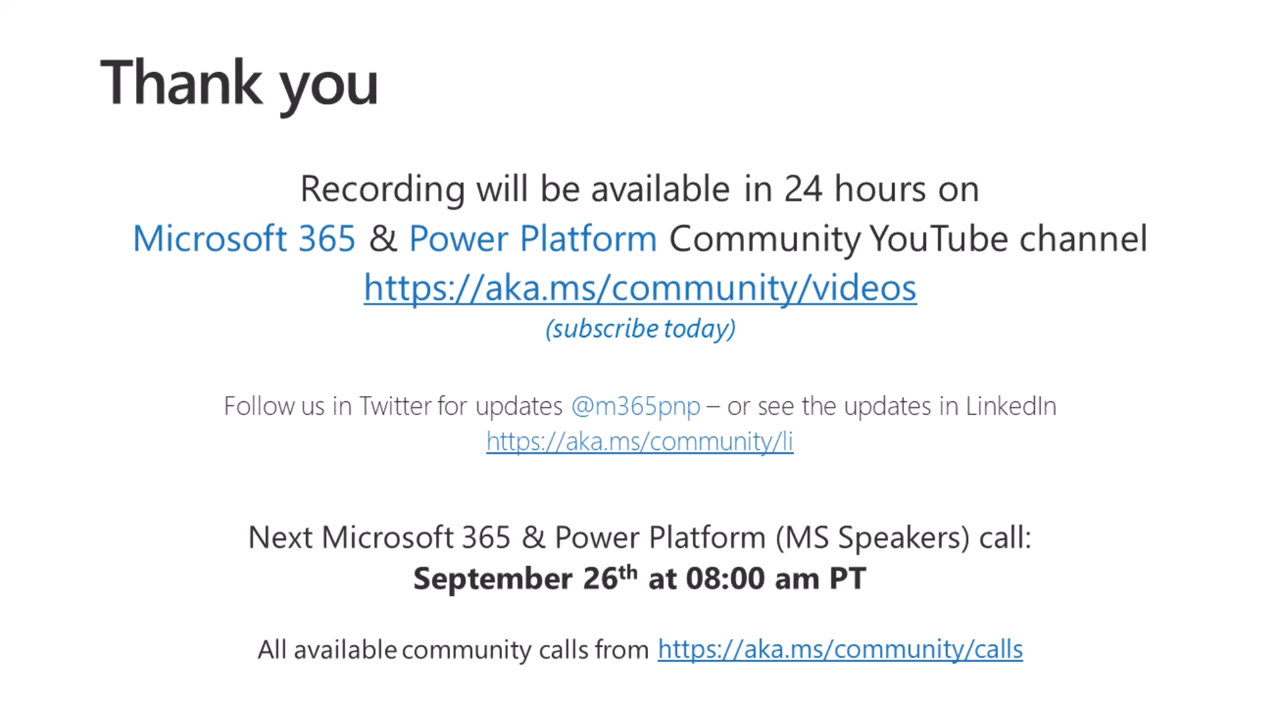 Thank you
Recording will be available in 24 hours on
Microsoft 365 & Power Platform Community YouTube channel
https://aka.ms/community/videos
(subscribe today)
Follow us in Twitter for updates @m365pnp – or see the updates in LinkedIn
https://aka.ms/community/li
Next Microsoft 365 & Power Platform (MS Speakers) call:
September 26th at 08:00 am PT
All available community calls from https://aka.ms/community/calls